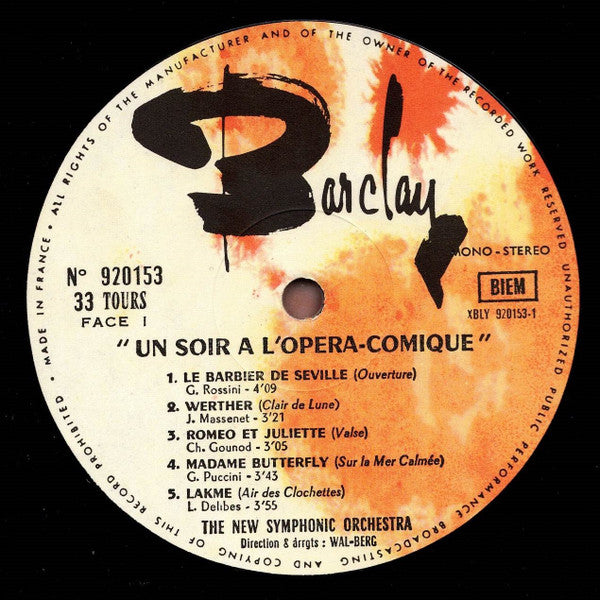 MADE IN FRANCE • ALL RIGHTS OF THE MANUFACTURER AND OF THE OWNER OF THE RECORDED WORK RESERVED UNAUTHORIZED PUBLIC PERFORMANCE BROADCASTING AND COPYING OF THIS RECORD PROHIBITED •
Barclay
MONO - STEREO
N° 920153
33 TOURS
FACE I
BIEM
XBLY 920153-1
"UN SOIR A L'OPERA-COMIQUE"
1. LE BARBIER DE SEVILLE (Ouverture)
G. Rossini - 4'09
2. WERTHER (Clair de Lune)
J. Massenet - 3'21
3. ROMEO ET JULIETTE (Valse)
Ch. Gounod - 3'05
4. MADAME BUTTERFLY (Sur la Mer Calmée)
G. Puccini - 3'43
5. LAKME (Air des Clochettes)
L. Delibes - 3'55
THE NEW SYMPHONIC ORCHESTRA
Direction & àrrgts : WAL-BERG